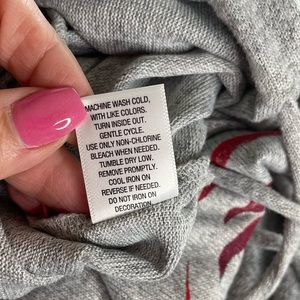 MACHINE WASH COLD,
WITH LIKE COLORS.
TURN INSIDE OUT.
GENTLE CYCLE.
USE ONLY NON-CHLORINE
BLEACH WHEN NEEDED.
TUMBLE DRY LOW.
REMOVE PROMPTLY.
COOL IRON ON
REVERSE IF NEEDED.
DO NOT IRON ON
DECORATION.